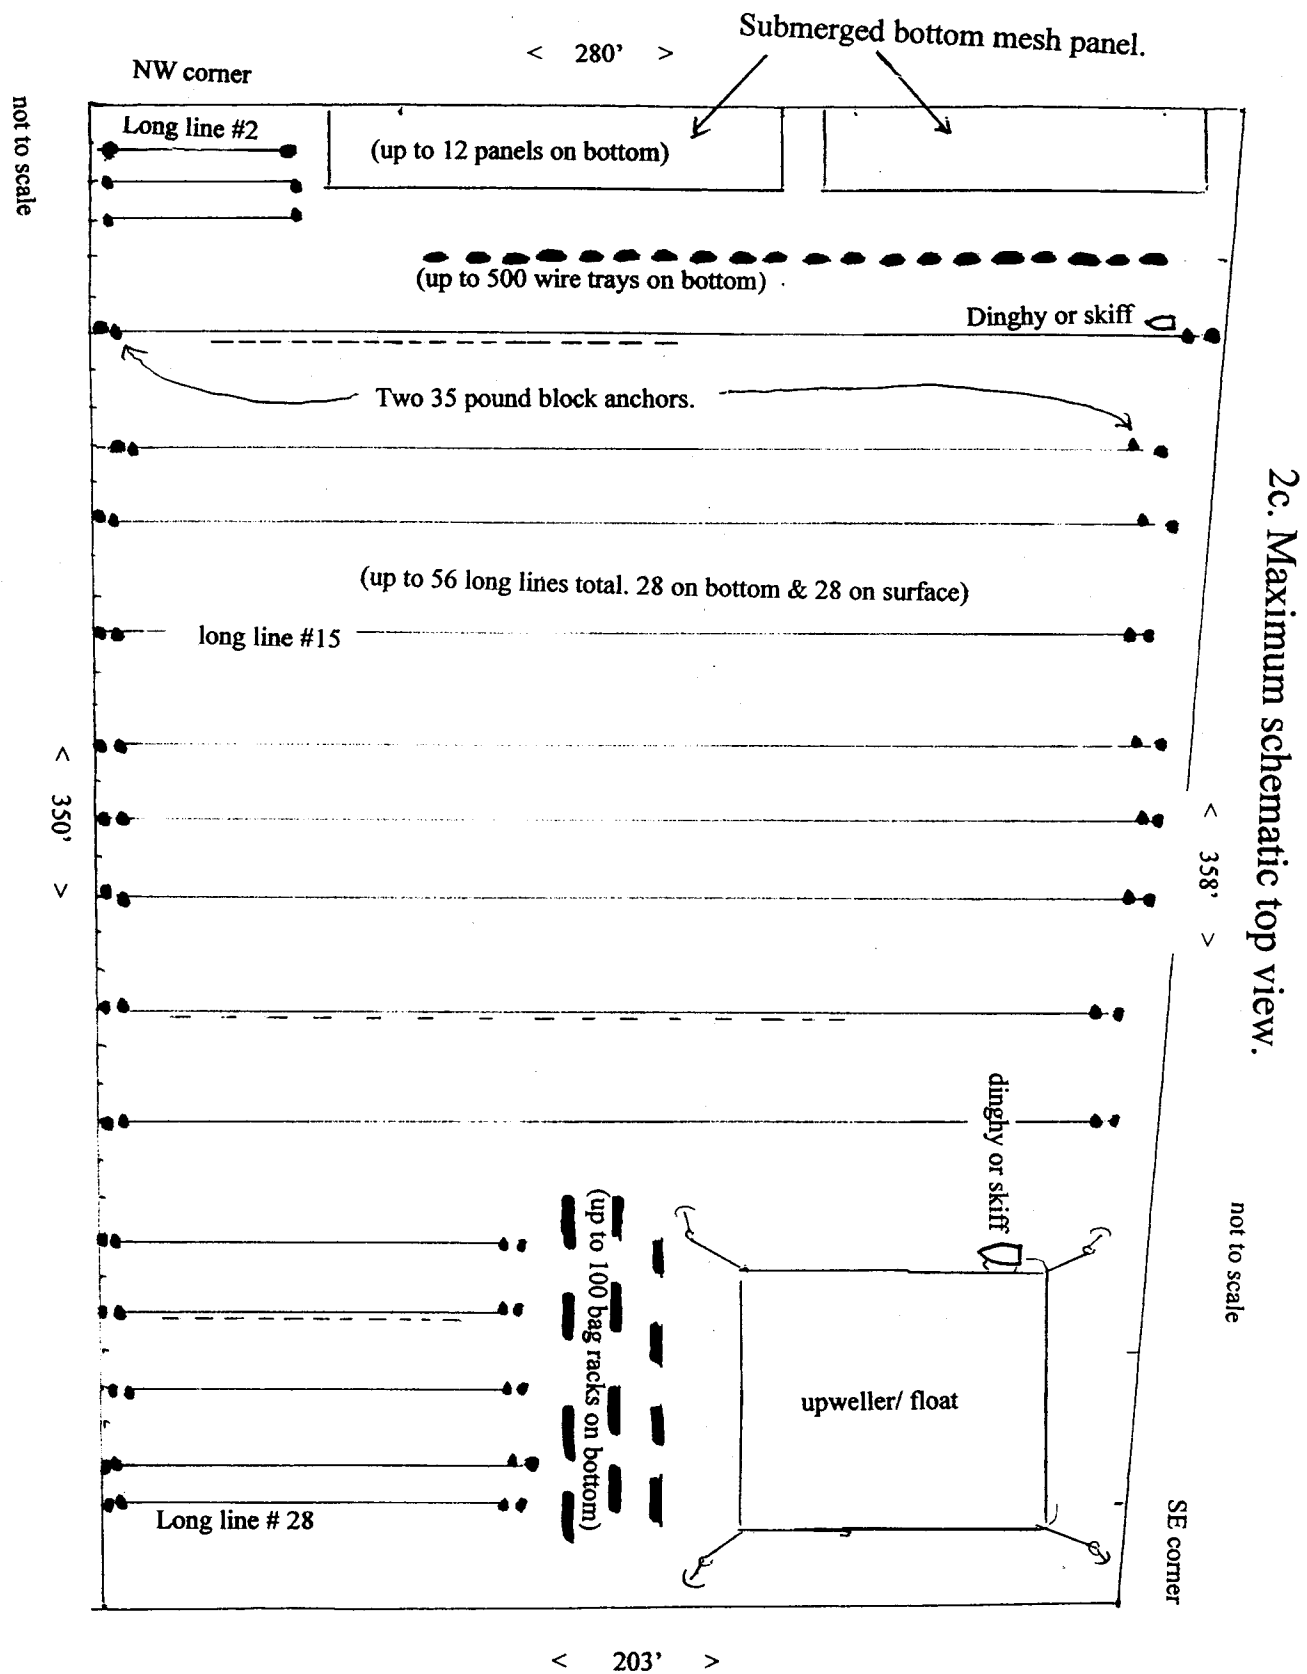 Submerged bottom mesh panel.
< 280' >
NW corner
not to scale
Long line #2
(up to 12 panels on bottom)
(up to 500 wire trays on bottom)
Dinghy or skiff
Two 35 pound block anchors.
2c. Maximum schematic top view.
(up to 56 long lines total. 28 on bottom & 28 on surface)
long line #15
< 350' >
< 358' >
dinghy or skiff
not to scale
(up to 100 bag racks on bottom)
upweller/ float
Long line # 28
SE corner
< 203' >